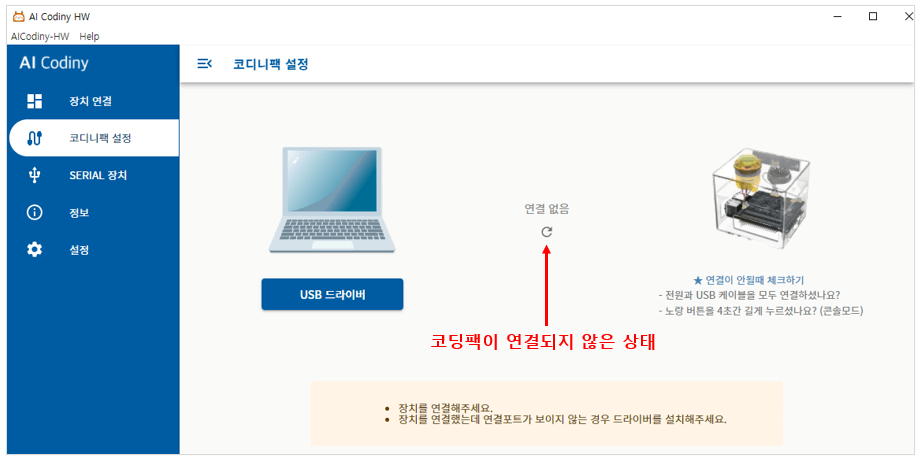 AI Codiny HW
AICodiny-HW Help
AI Codiny
코디니팩 설정
장치 연결
코디니팩 설정
SERIAL 장치
정보
설정
연결 없음
USB 드라이버
★ 연결이 안될때 체크하기
- 전원과 USB 케이블을 모두 연결하셨나요?
- 노랑 버튼을 4초간 길게 누르셨나요? (콘솔모드)
코딩팩이 연결되지 않은 상태
• 장치를 연결해주세요.
• 장치를 연결했는데 연결포트가 보이지 않는 경우 드라이버를 설치해주세요.